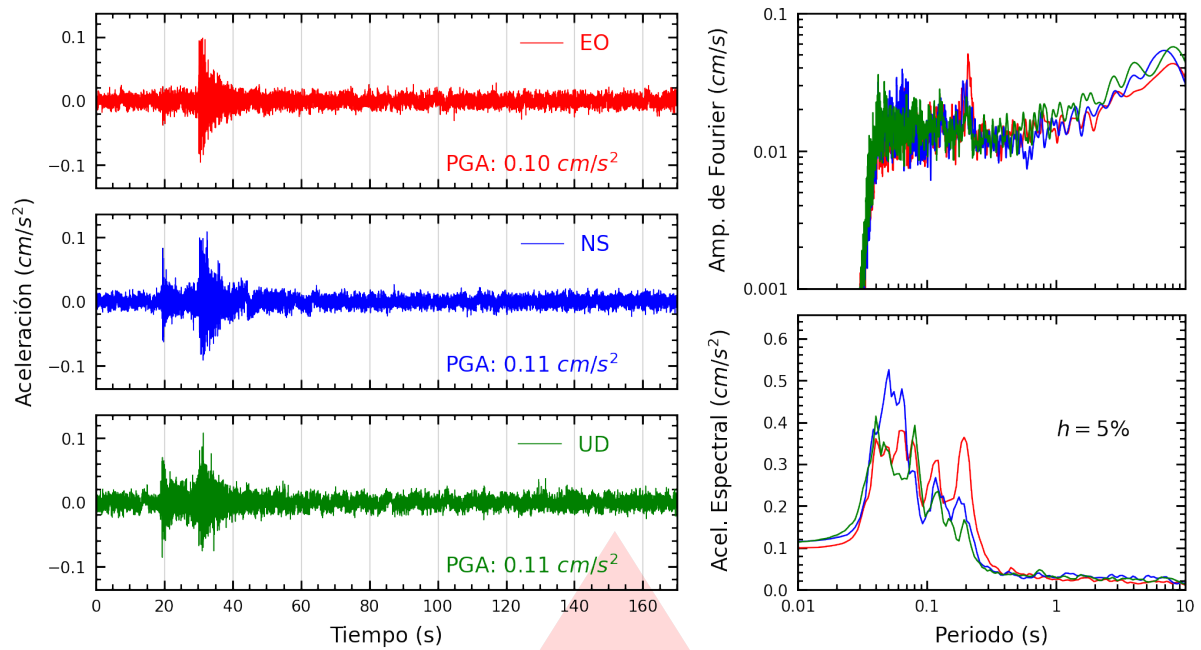 Aceleración (cm/s²)
0.1
0.0
−0.1
EO
PGA: 0.10 cm/s²
0.1
0.0
−0.1
NS
PGA: 0.11 cm/s²
0.1
0.0
−0.1
UD
PGA: 0.11 cm/s²
0 20 40 60 80 100 120 140 160
Tiempo (s)
Amp. de Fourier (cm/s)
0.1
0.01
0.001
Acel. Espectral (cm/s²)
0.6
0.5
0.4
0.3
0.2
0.1
0.0
h = 5%
0.01 0.1 1 10
Periodo (s)